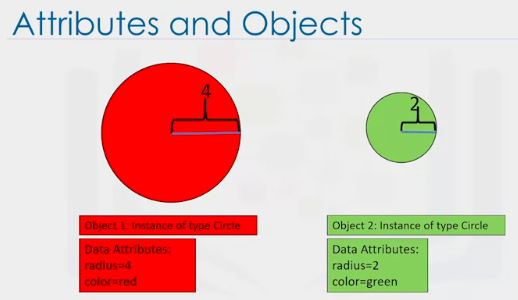 Attributes and Objects
4
2
Object 1: Instance of type Circle
Data Attributes:
radius=4
color=red
Object 2: Instance of type Circle
Data Attributes:
radius=2
color=green